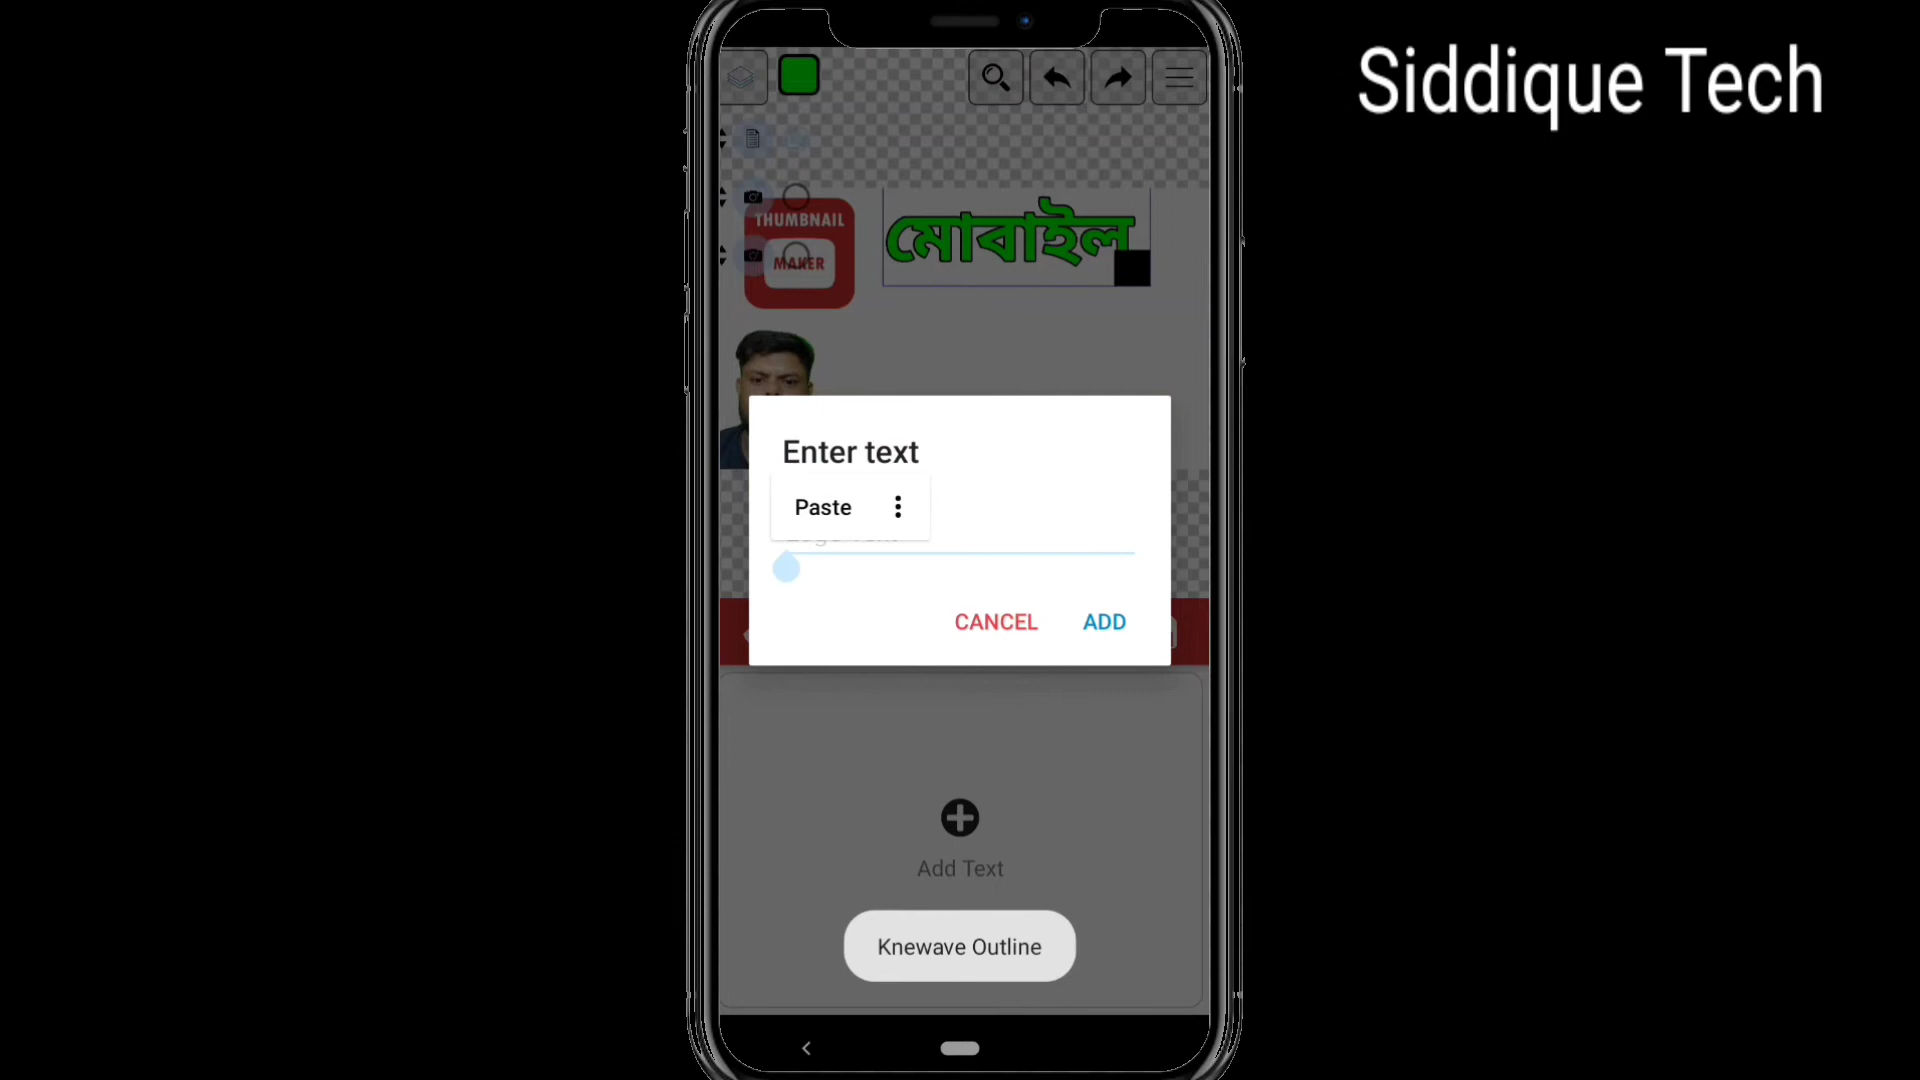 Siddique Tech
THUMBNAIL
MAKER
মোবাইল
Enter text
Paste
CANCEL
ADD
Add Text
Knewave Outline